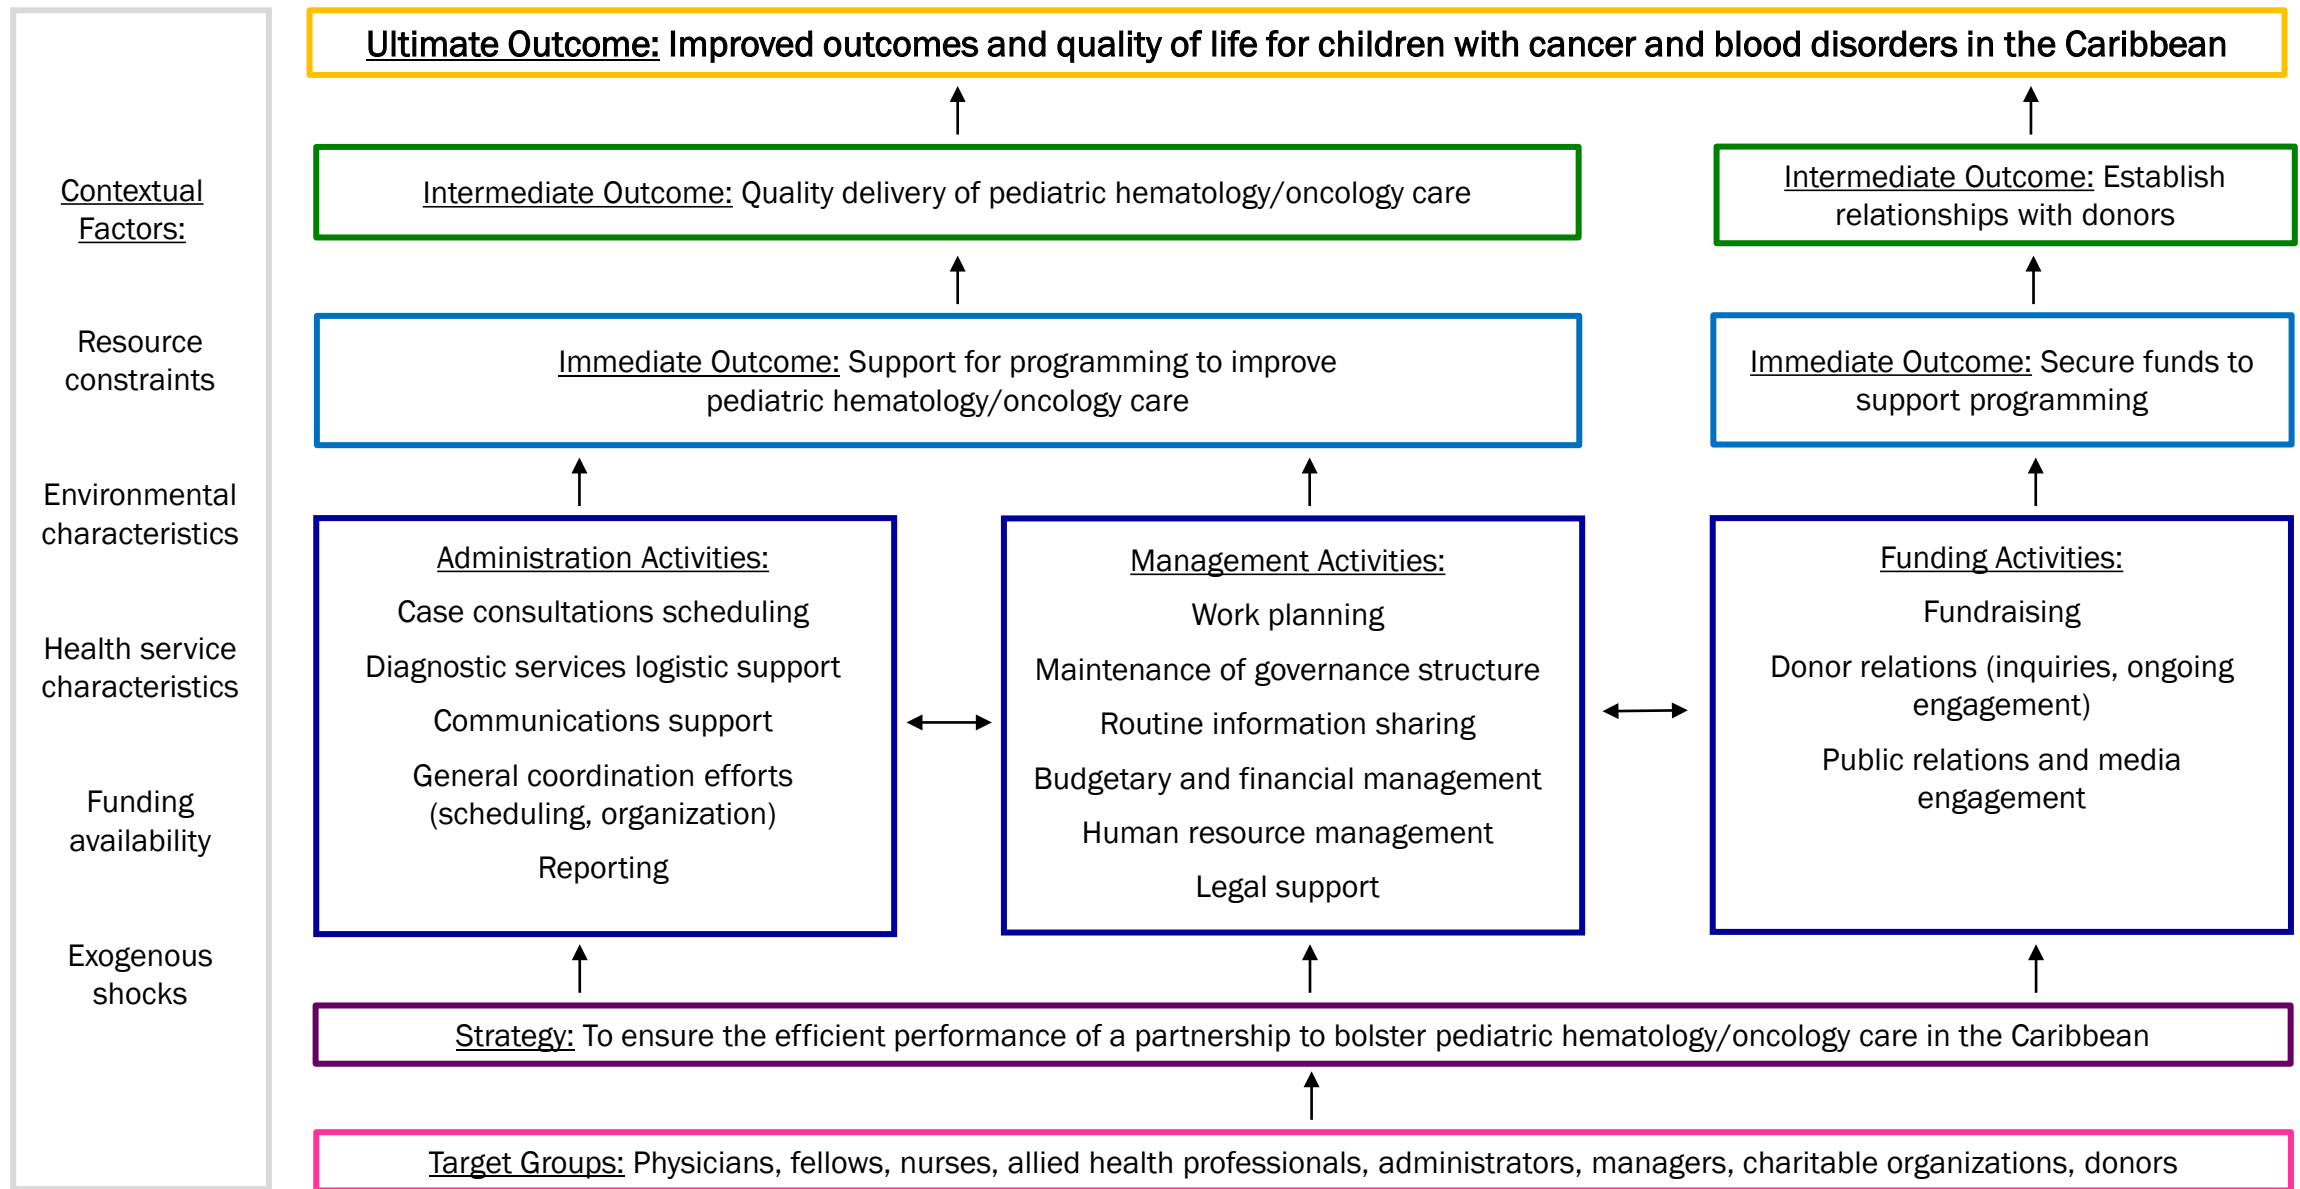 Ultimate Outcome: Improved outcomes and quality of life for children with cancer and blood disorders in the Caribbean
Contextual
Factors:
Resource
constraints
Environmental
characteristics
Health service
characteristics
Funding
availability
Exogenous
shocks
Intermediate Outcome: Quality delivery of pediatric hematology/oncology care
Intermediate Outcome: Establish
relationships with donors
Immediate Outcome: Support for programming to improve
pediatric hematology/oncology care
Immediate Outcome: Secure funds to
support programming
Administration Activities:
Case consultations scheduling
Diagnostic services logistic support
Communications support
General coordination efforts
(scheduling, organization)
Reporting
Management Activities:
Work planning
Maintenance of governance structure
Routine information sharing
Budgetary and financial management
Human resource management
Legal support
Funding Activities:
Fundraising
Donor relations (inquiries, ongoing
engagement)
Public relations and media
engagement
Strategy: To ensure the efficient performance of a partnership to bolster pediatric hematology/oncology care in the Caribbean
Target Groups: Physicians, fellows, nurses, allied health professionals, administrators, managers, charitable organizations, donors